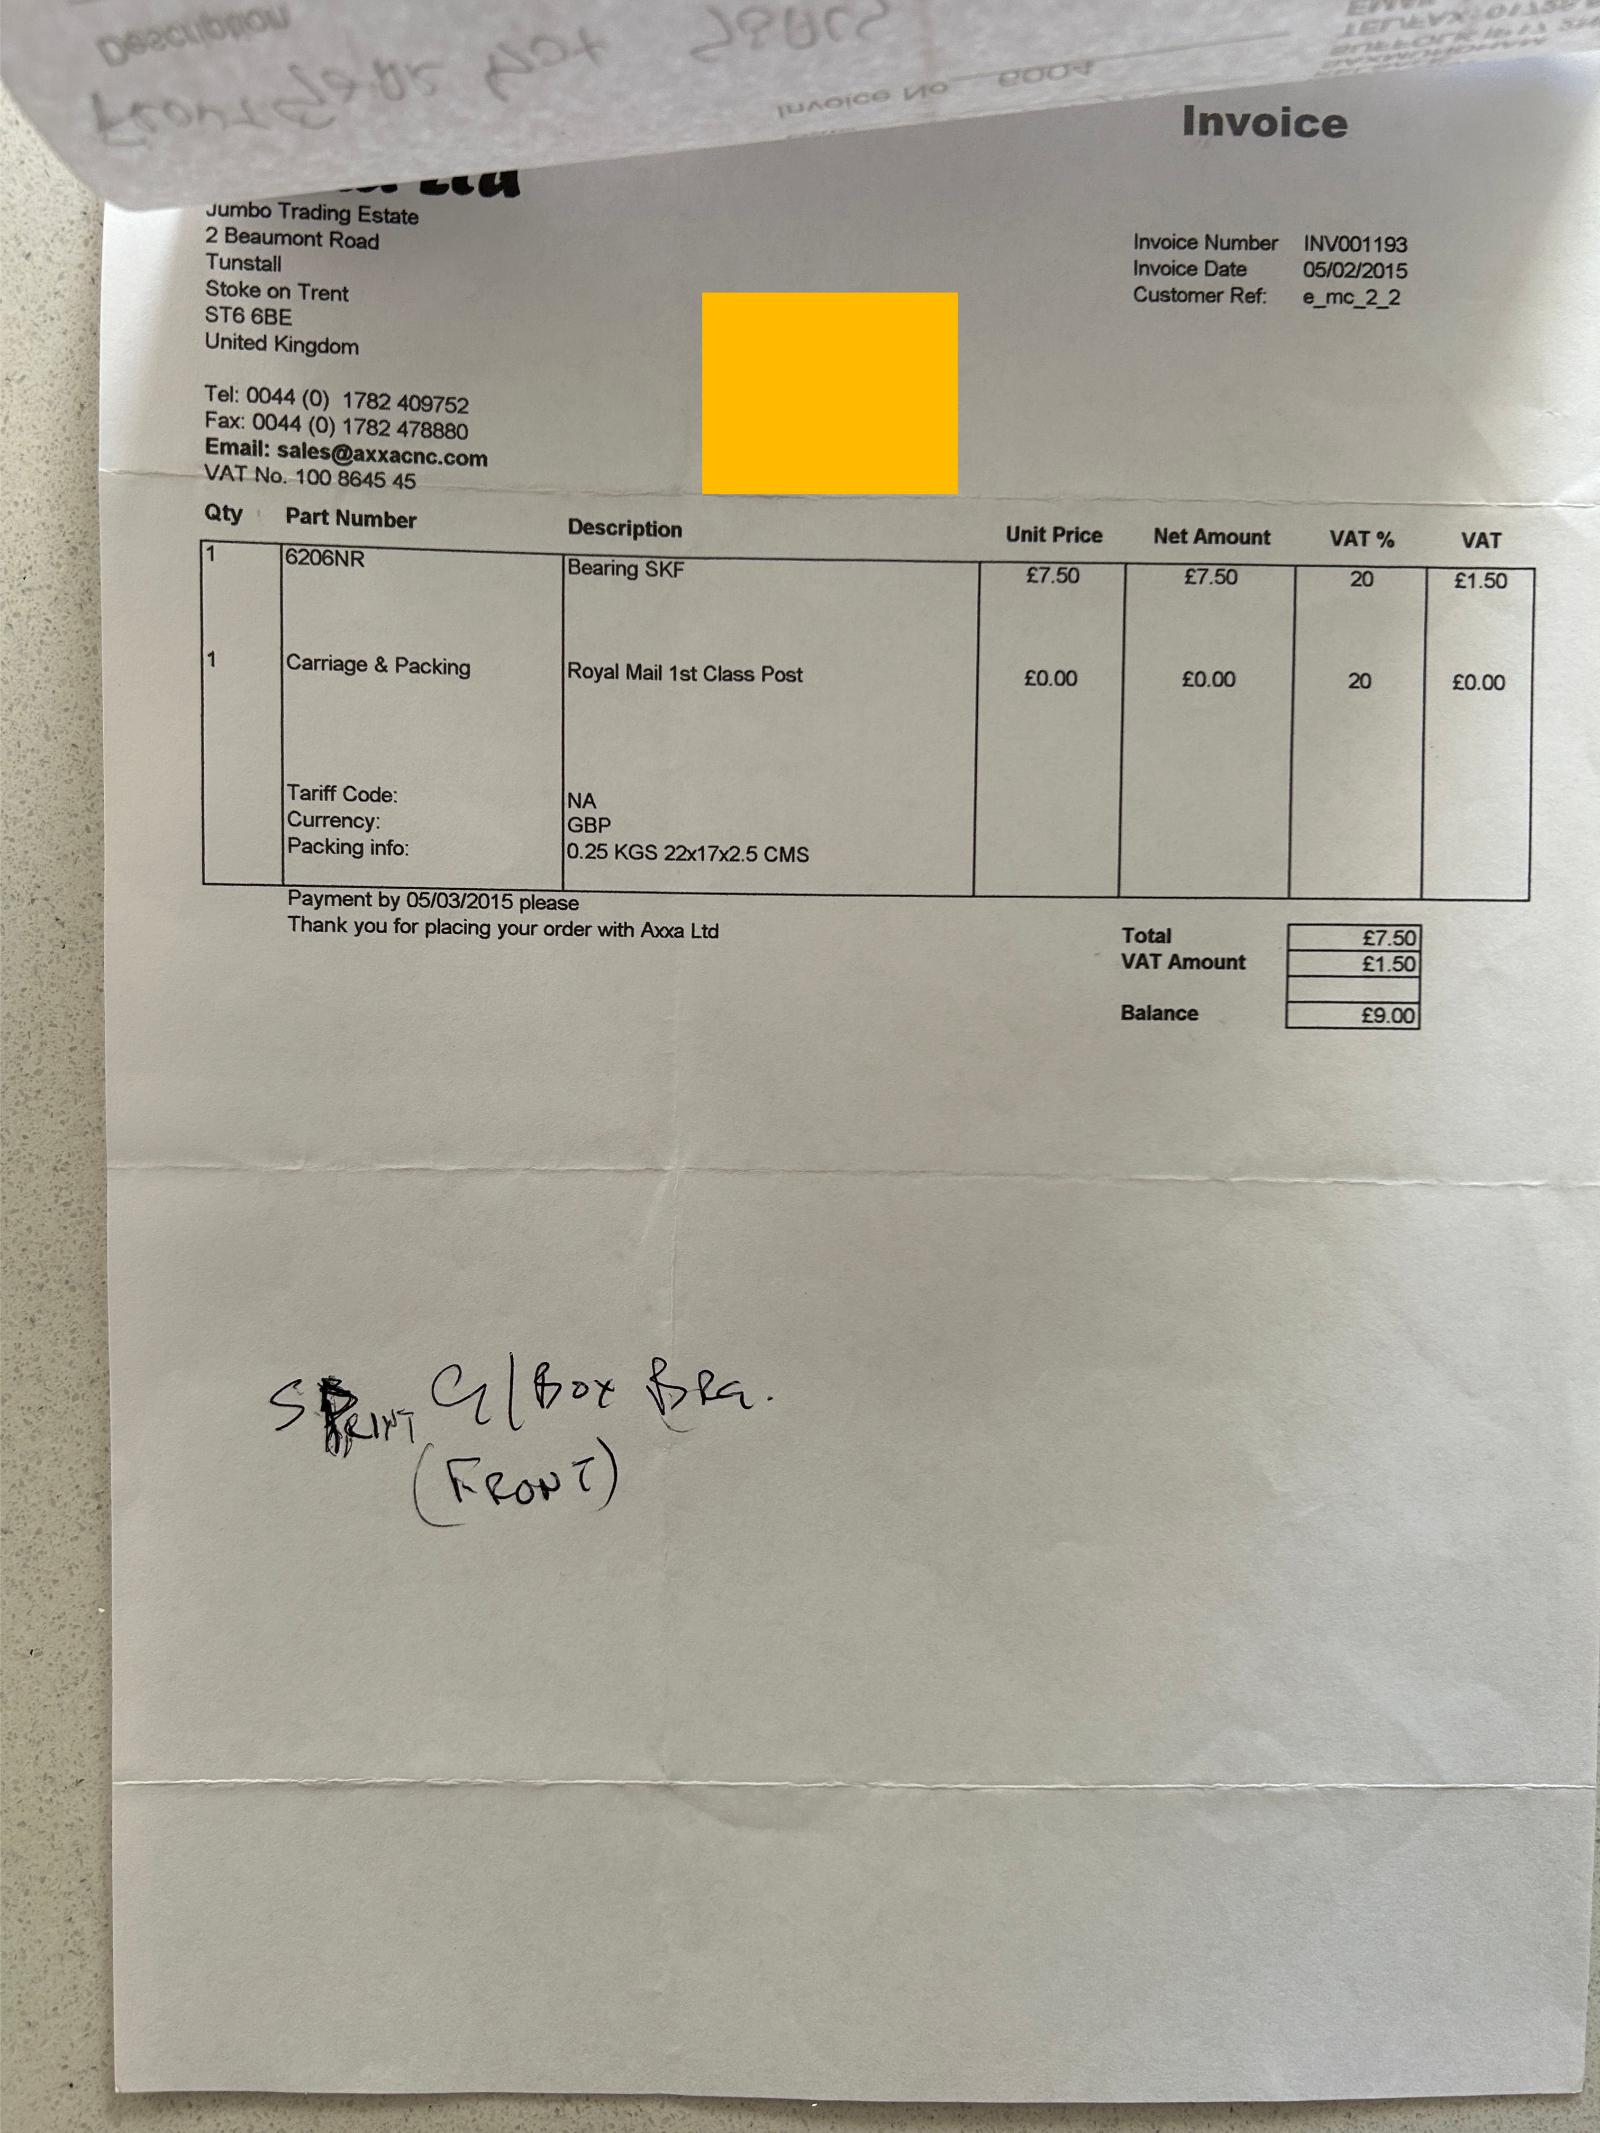 Description
Invoice No 6004
Invoice
Ltd
Jumbo Trading Estate
2 Beaumont Road
Tunstall
Stoke on Trent
ST6 6BE
United Kingdom
Invoice Number INV001193
Invoice Date 05/02/2015
Customer Ref: e_mc_2_2
Tel: 0044 (0) 1782 409752
Fax: 0044 (0) 1782 478880
Email: sales@axxacnc.com
VAT No. 100 8645 45
Qty Part Number Description Unit Price Net Amount VAT % VAT
1 6206NR Bearing SKF £7.50 £7.50 20 £1.50
1 Carriage & Packing Royal Mail 1st Class Post £0.00 £0.00 20 £0.00
Tariff Code: NA
Currency: GBP
Packing info: 0.25 KGS 22x17x2.5 CMS
Payment by 05/03/2015 please
Thank you for placing your order with Axxa Ltd
Total £7.50
VAT Amount £1.50
Balance £9.00
SPRINT G/BOX BRG.
(FRONT)